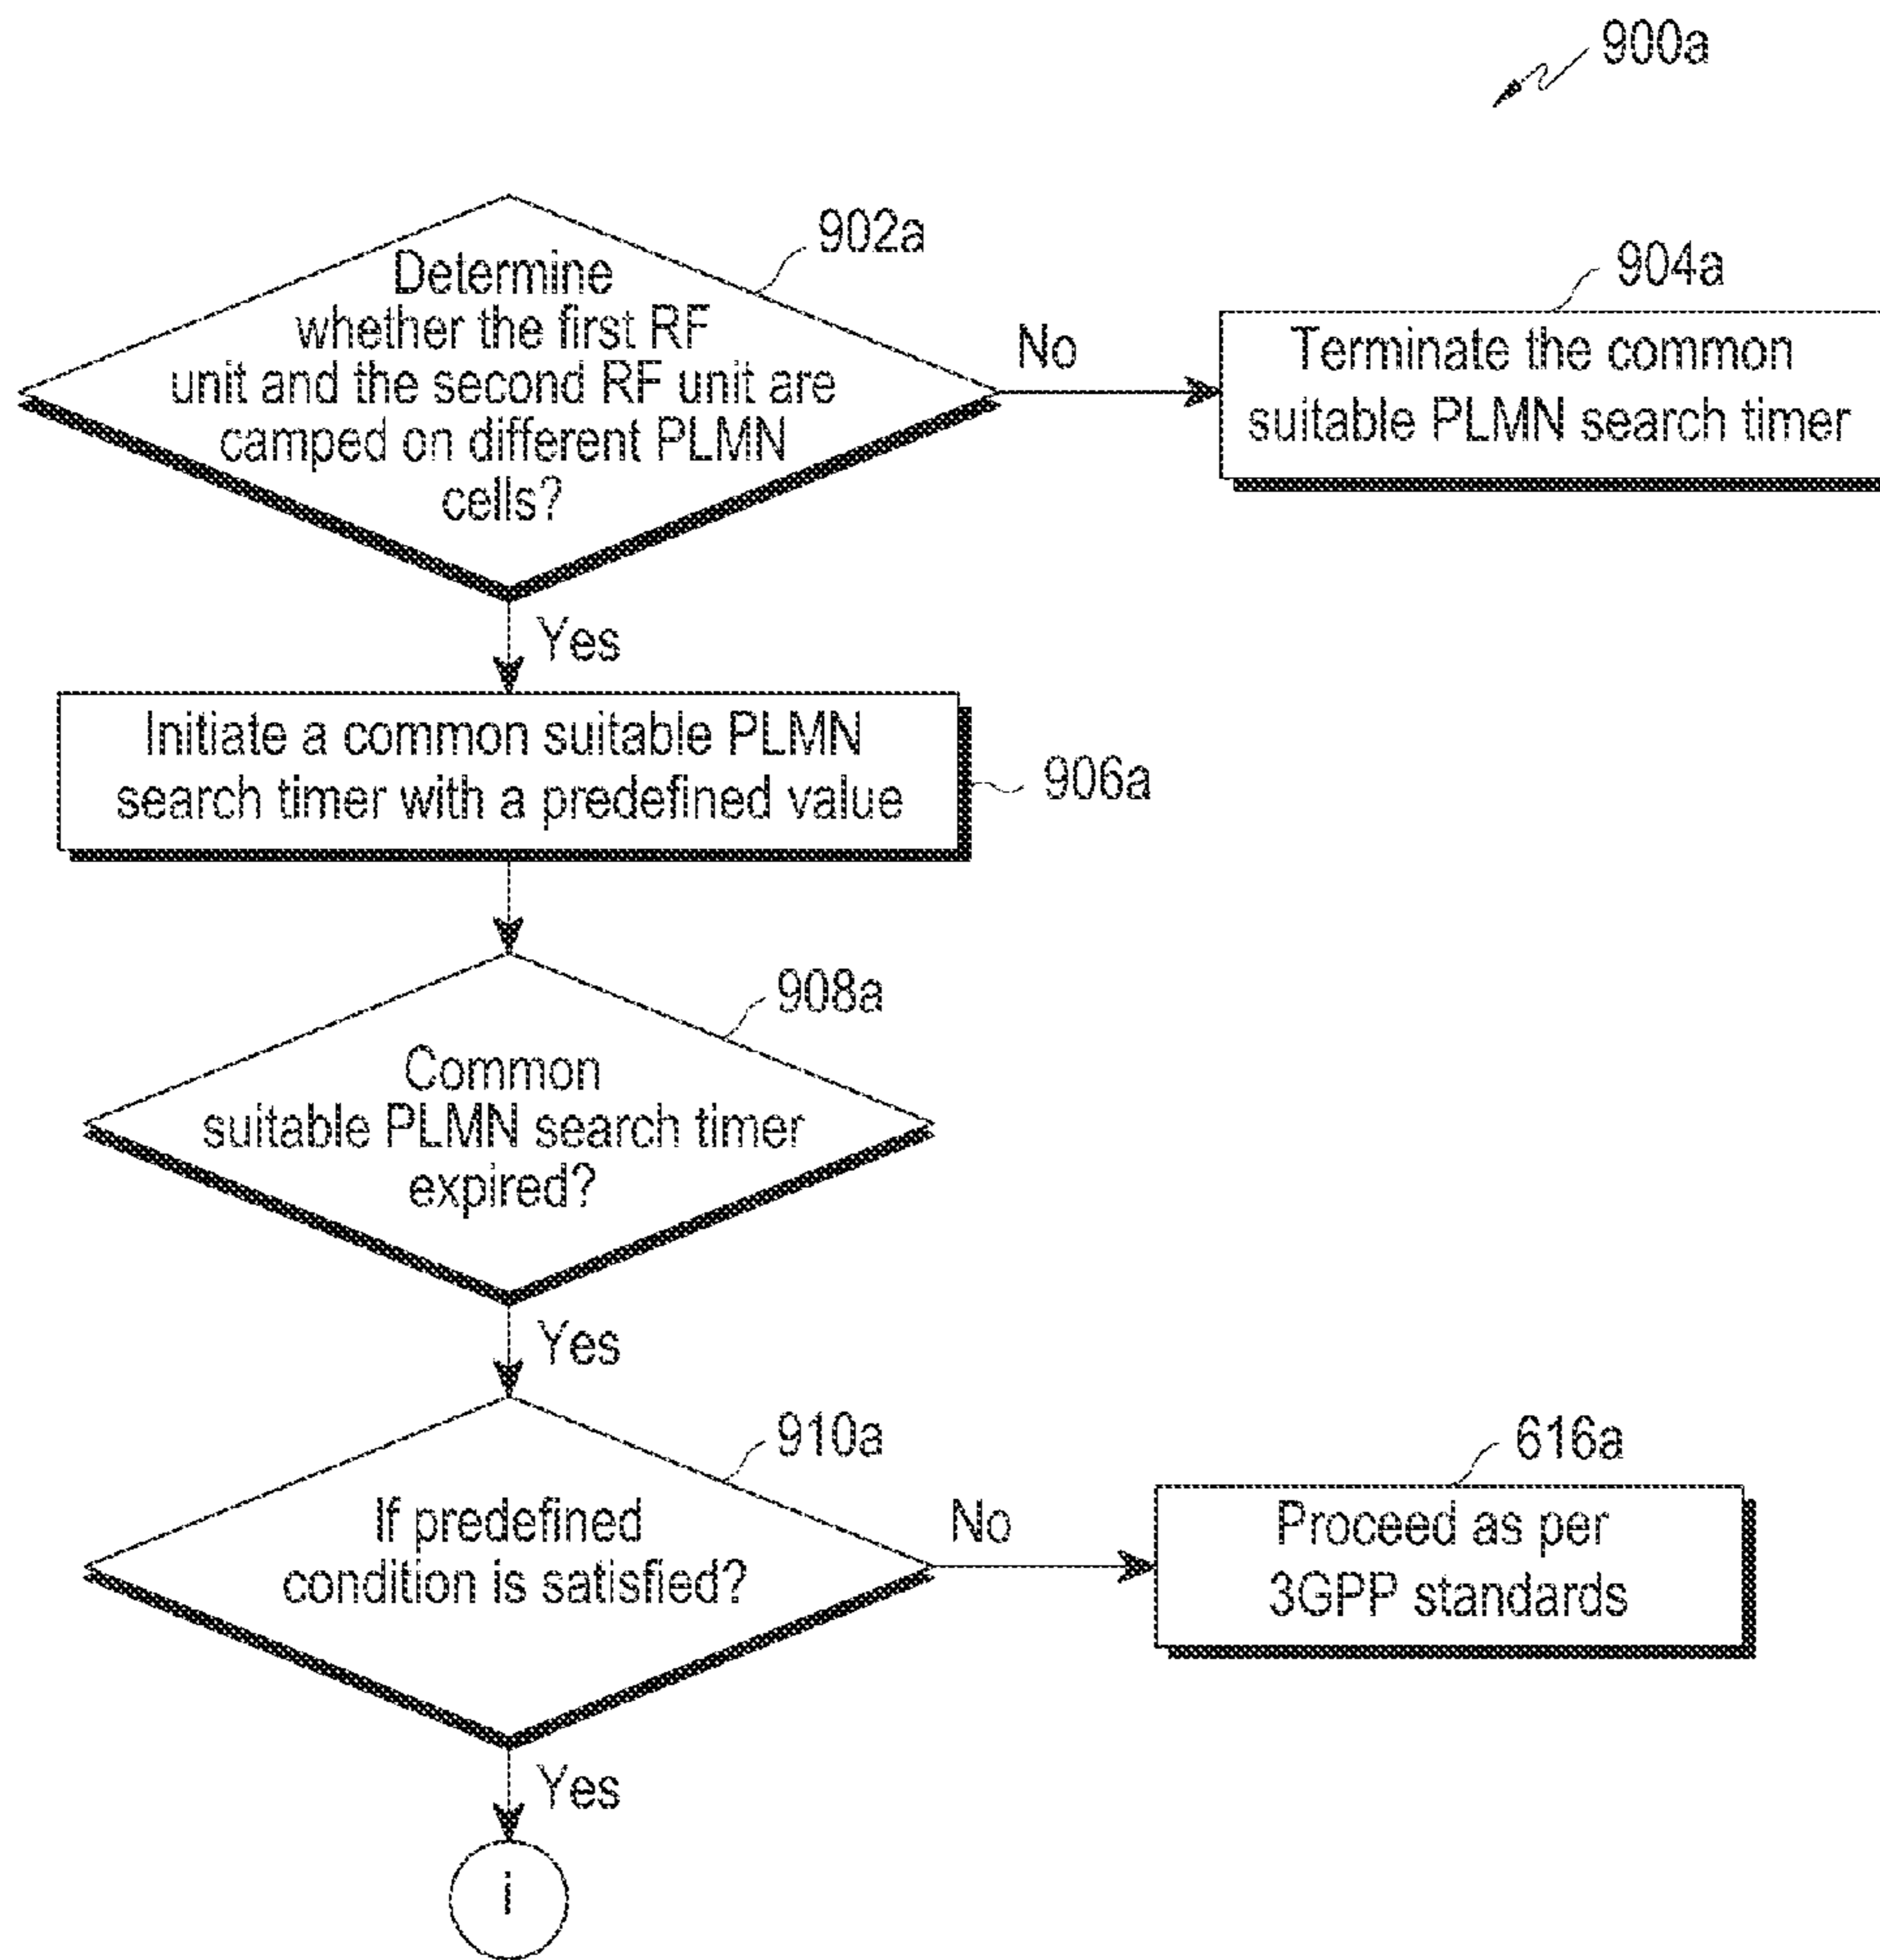 900a
902a
Determine
whether the first RF
unit and the second RF unit are
camped on different PLMN
cells?
No
904a
Terminate the common
suitable PLMN search timer
Yes
Initiate a common suitable PLMN
search timer with a predefined value
906a
908a
Common
suitable PLMN search timer
expired?
Yes
910a
If predefined
condition is satisfied?
No
616a
Proceed as per
3GPP standards
Yes
i